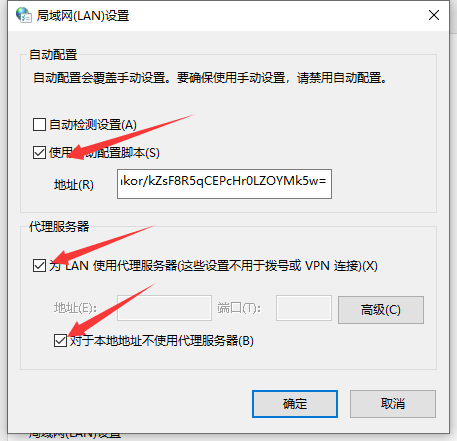 局域网(LAN)设置
自动配置
自动配置会覆盖手动设置。要确保使用手动设置，请禁用自动配置。
自动检测设置(A)
使用自动配置脚本(S)
地址(R)
kor/kZsF8R5qCEPcHr0LZOYMk5w=
代理服务器
为 LAN 使用代理服务器(这些设置不用于拨号或 VPN 连接)(X)
地址(E):
端口(T):
高级(C)
对于本地地址不使用代理服务器(B)
确定
取消
局域网(LAN)设置